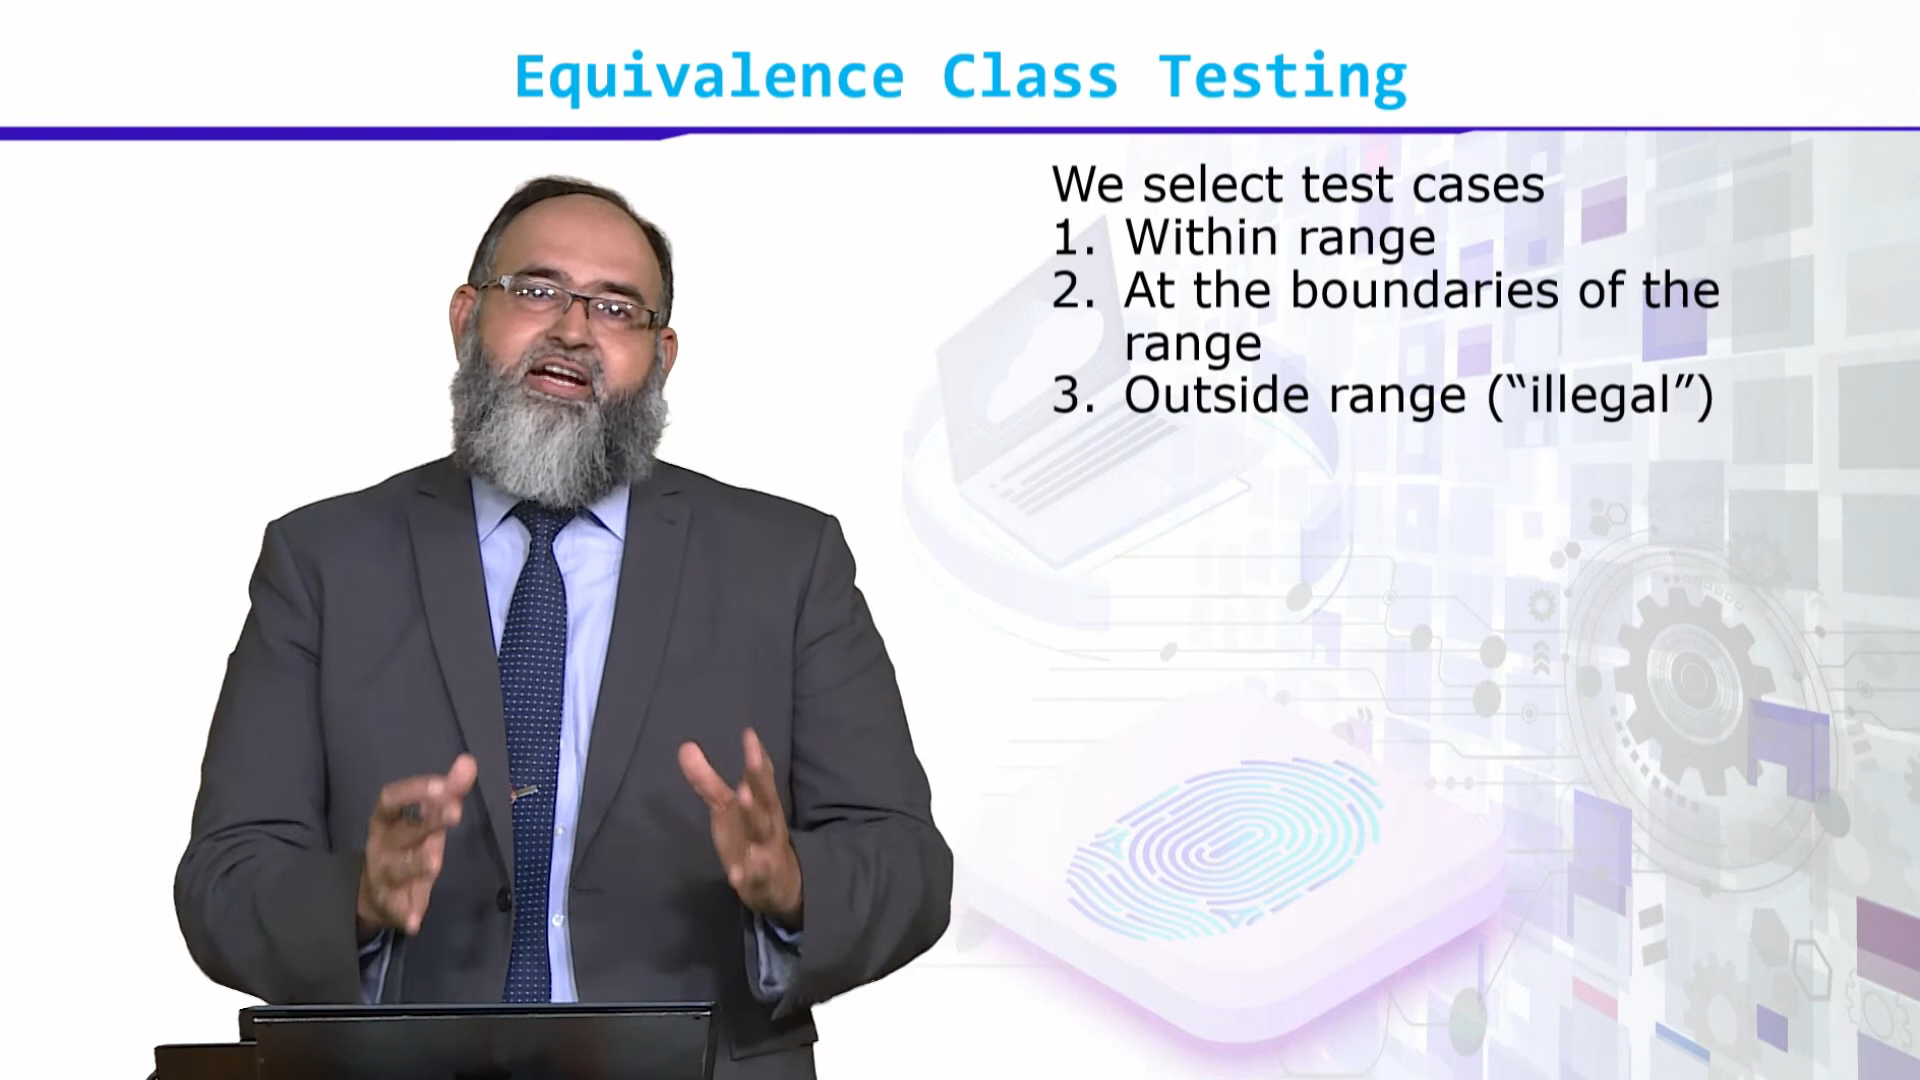 Equivalence Class Testing
We select test cases
1. Within range
2. At the boundaries of the
range
3. Outside range (“illegal”)